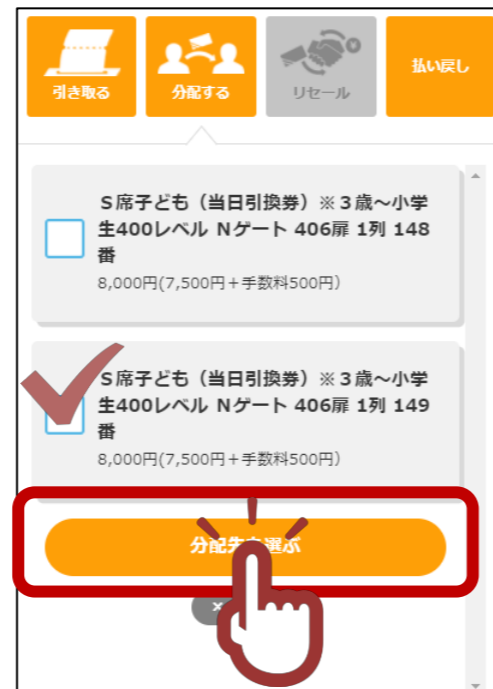 引き取る
分配する
リセール
払い戻し
S席子ども（当日引換券）※３歳～小学
生400レベル Nゲート 406扉 1列 148
番
8,000円(7,500円＋手数料500円)
S席子ども（当日引換券）※３歳～小学
生400レベル Nゲート 406扉 1列 149
番
8,000円(7,500円＋手数料500円)
分配先を選ぶ